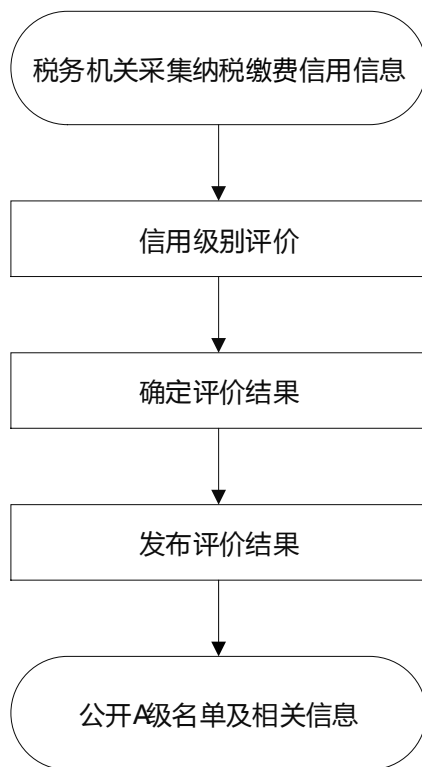 税务机关采集纳税缴费信用信息
信用级别评价
确定评价结果
发布评价结果
公开A级名单及相关信息